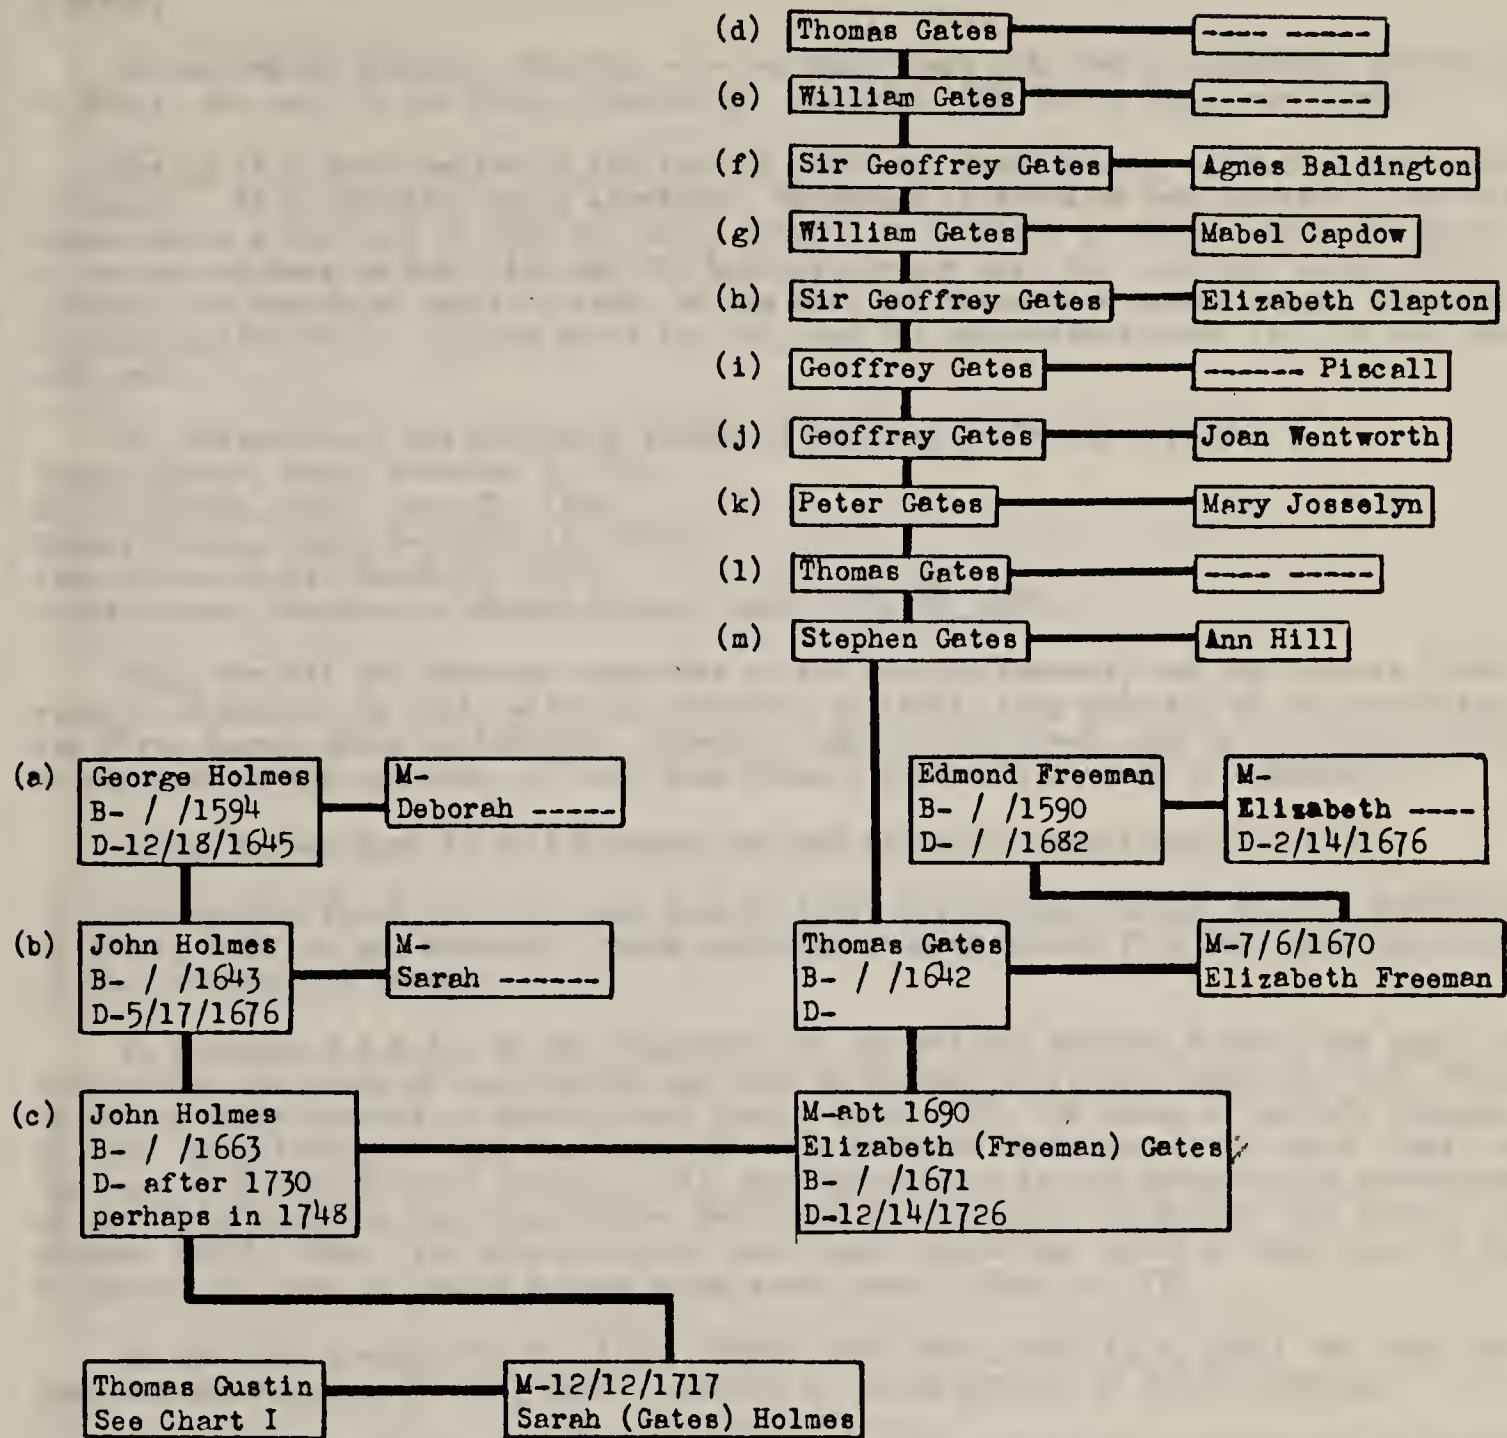 (d) Thomas Gates ---- -----
(e) William Gates ---- -----
(f) Sir Geoffrey Gates Agnes Baldington
(g) William Gates Mabel Capdow
(h) Sir Geoffrey Gates Elizabeth Clapton
(i) Geoffrey Gates ------ Piscall
(j) Geoffray Gates Joan Wentworth
(k) Peter Gates Mary Josselyn
(l) Thomas Gates ---- -----
(m) Stephen Gates Ann Hill
(a) George Holmes
B- / /1594
D-12/18/1645
M-
Deborah -----
Edmond Freeman
B- / /1590
D- / /1682
M-
Elizabeth ----
D-2/14/1676
(b) John Holmes
B- / /1643
D-5/17/1676
M-
Sarah ------
Thomas Gates
B- / /1642
D-
M-7/6/1670
Elizabeth Freeman
(c) John Holmes
B- / /1663
D- after 1730
perhaps in 1748
M-abt 1690
Elizabeth (Freeman) Gates
B- / /1671
D-12/14/1726
Thomas Gustin
See Chart I
M-12/12/1717
Sarah (Gates) Holmes